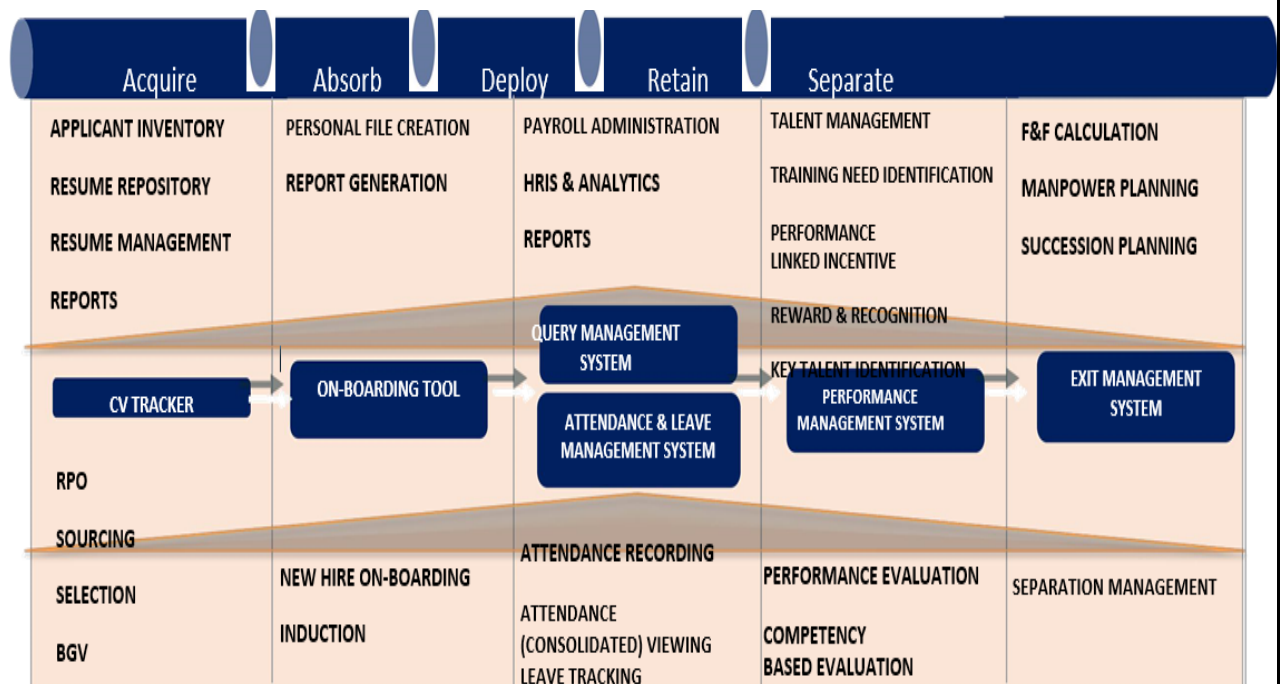 Acquire
Absorb
Deploy
Retain
Separate
APPLICANT INVENTORY
RESUME REPOSITORY
RESUME MANAGEMENT
REPORTS
PERSONAL FILE CREATION
REPORT GENERATION
PAYROLL ADMINISTRATION
HRIS & ANALYTICS
REPORTS
TALENT MANAGEMENT
TRAINING NEED IDENTIFICATION
PERFORMANCE
LINKED INCENTIVE
REWARD & RECOGNITION
KEY TALENT IDENTIFICATION
F&F CALCULATION
MANPOWER PLANNING
SUCCESSION PLANNING
CV TRACKER
ON-BOARDING TOOL
QUERY MANAGEMENT
SYSTEM
ATTENDANCE & LEAVE
MANAGEMENT SYSTEM
PERFORMANCE
MANAGEMENT SYSTEM
EXIT MANAGEMENT
SYSTEM
RPO
SOURCING
SELECTION
BGV
NEW HIRE ON-BOARDING
INDUCTION
ATTENDANCE RECORDING
ATTENDANCE
(CONSOLIDATED) VIEWING
LEAVE TRACKING
PERFORMANCE EVALUATION
COMPETENCY
BASED EVALUATION
SEPARATION MANAGEMENT